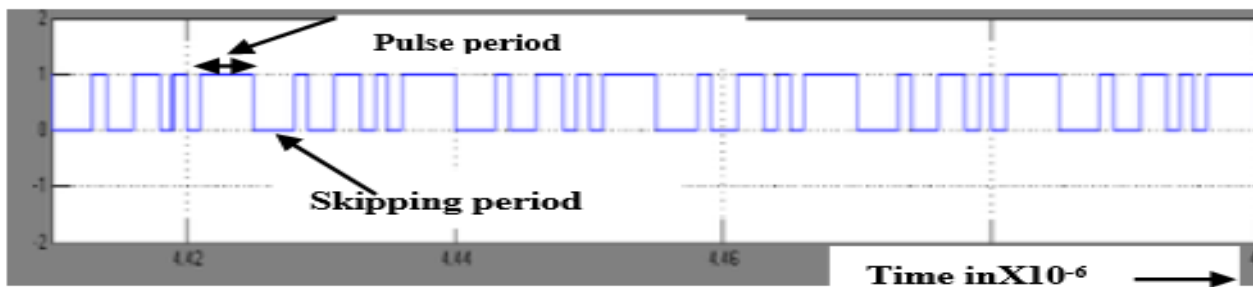 2
Pulse period
1
0
-1
Skipping period
-2
4.42
4.44
4.46
Time inX10-6